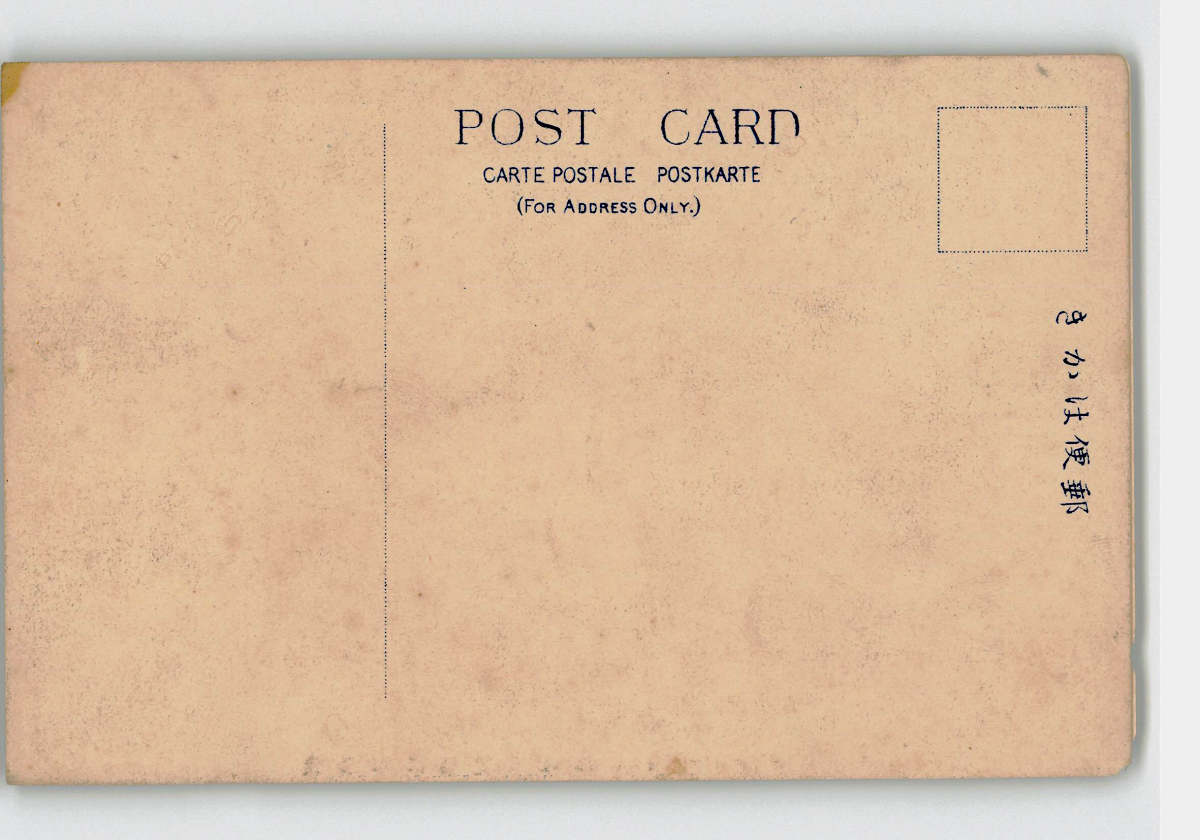 POST CARD
CARTE POSTALE POSTKARTE
(FOR ADDRESS ONLY.)
きかは便郵